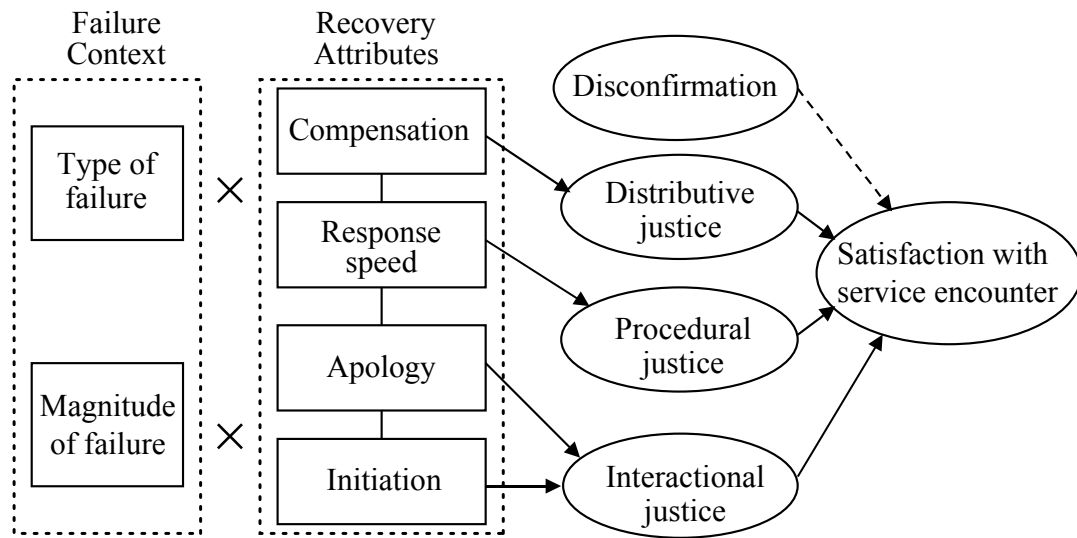 Failure
Context
Recovery
Attributes
Type of
failure
Magnitude
of failure
×
×
Compensation
Response
speed
Apology
Initiation
Disconfirmation
Distributive
justice
Procedural
justice
Interactional
justice
Satisfaction with
service encounter